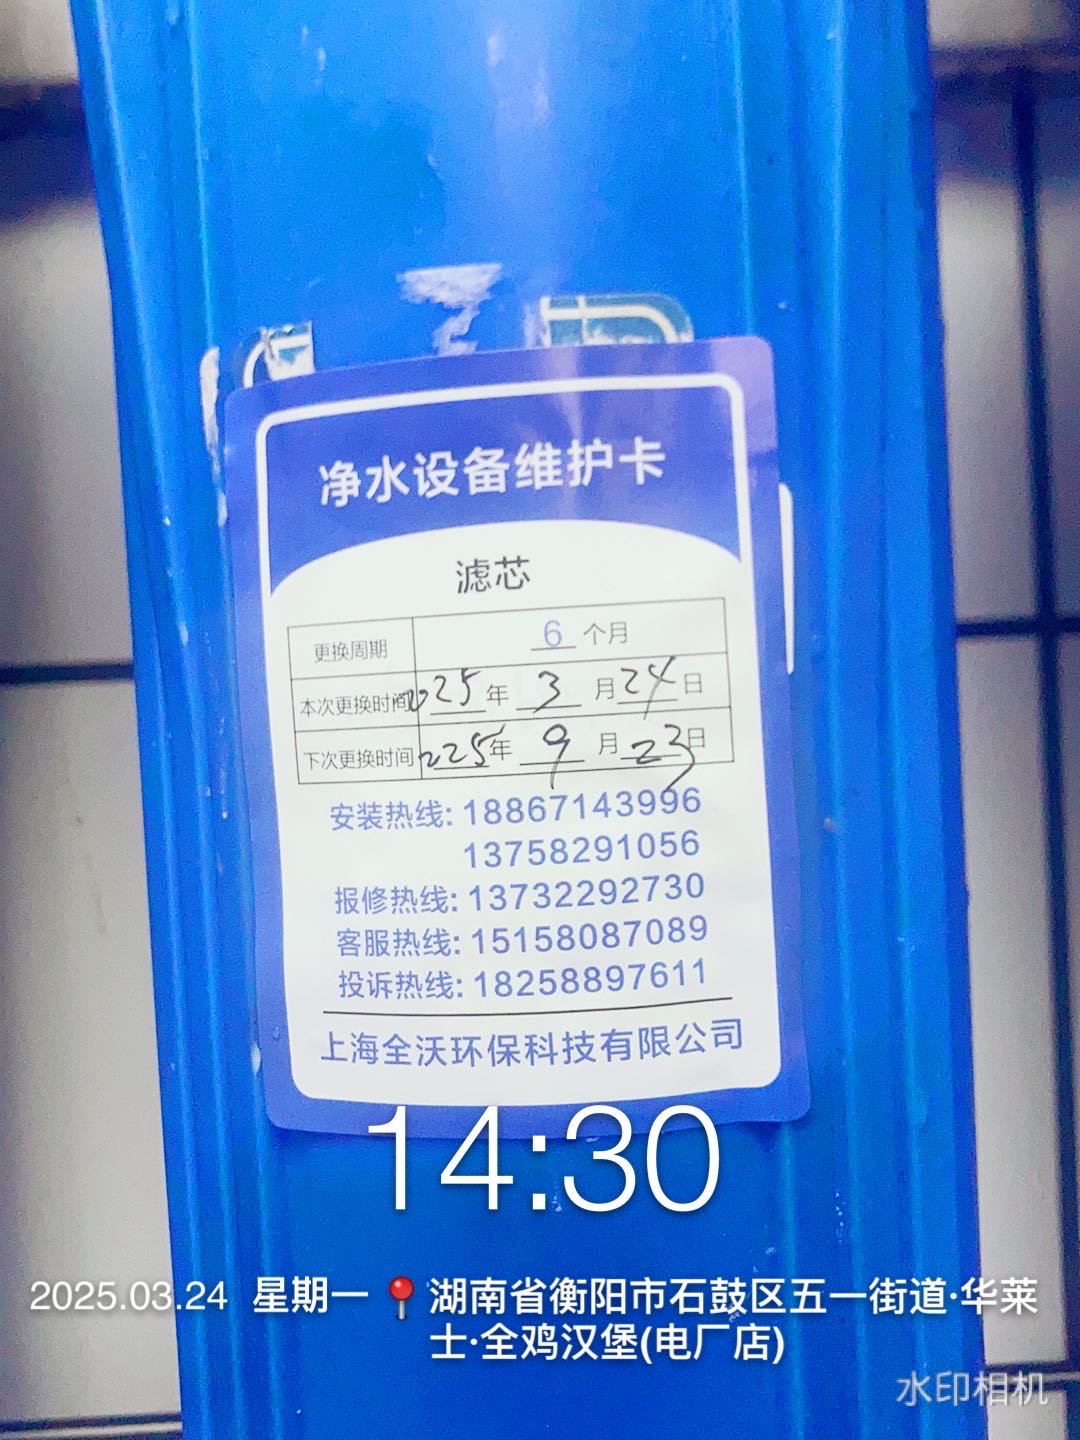 净水设备维护卡
滤芯
更换周期 6 个月
本次更换时间 2025 年 3 月 24 日
下次更换时间 225 年 9 月 23 日
安装热线: 18867143996
13758291056
报修热线: 13732292730
客服热线: 15158087089
投诉热线: 18258897611
上海全沃环保科技有限公司
14:30
2025.03.24 星期一 湖南省衡阳市石鼓区五一街道·华莱
士·全鸡汉堡(电厂店)
水印相机